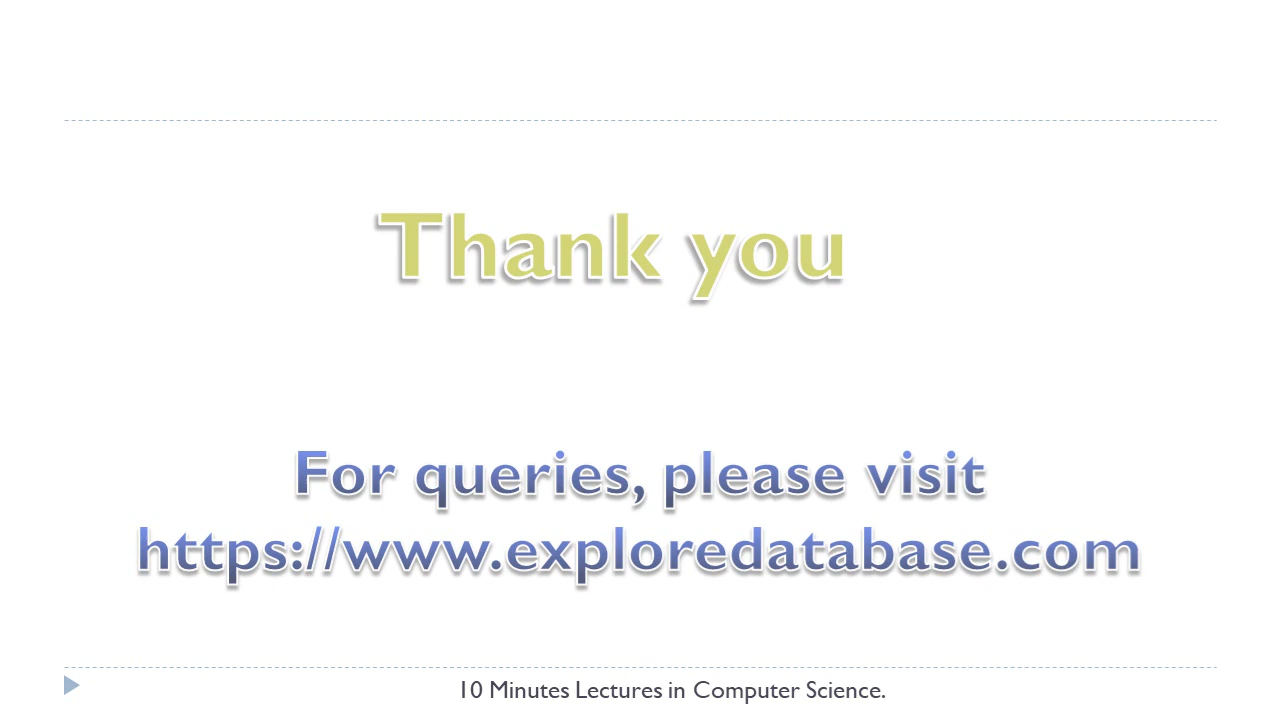 Thank you
For queries, please visit
https://www.exploredatabase.com
10 Minutes Lectures in Computer Science.